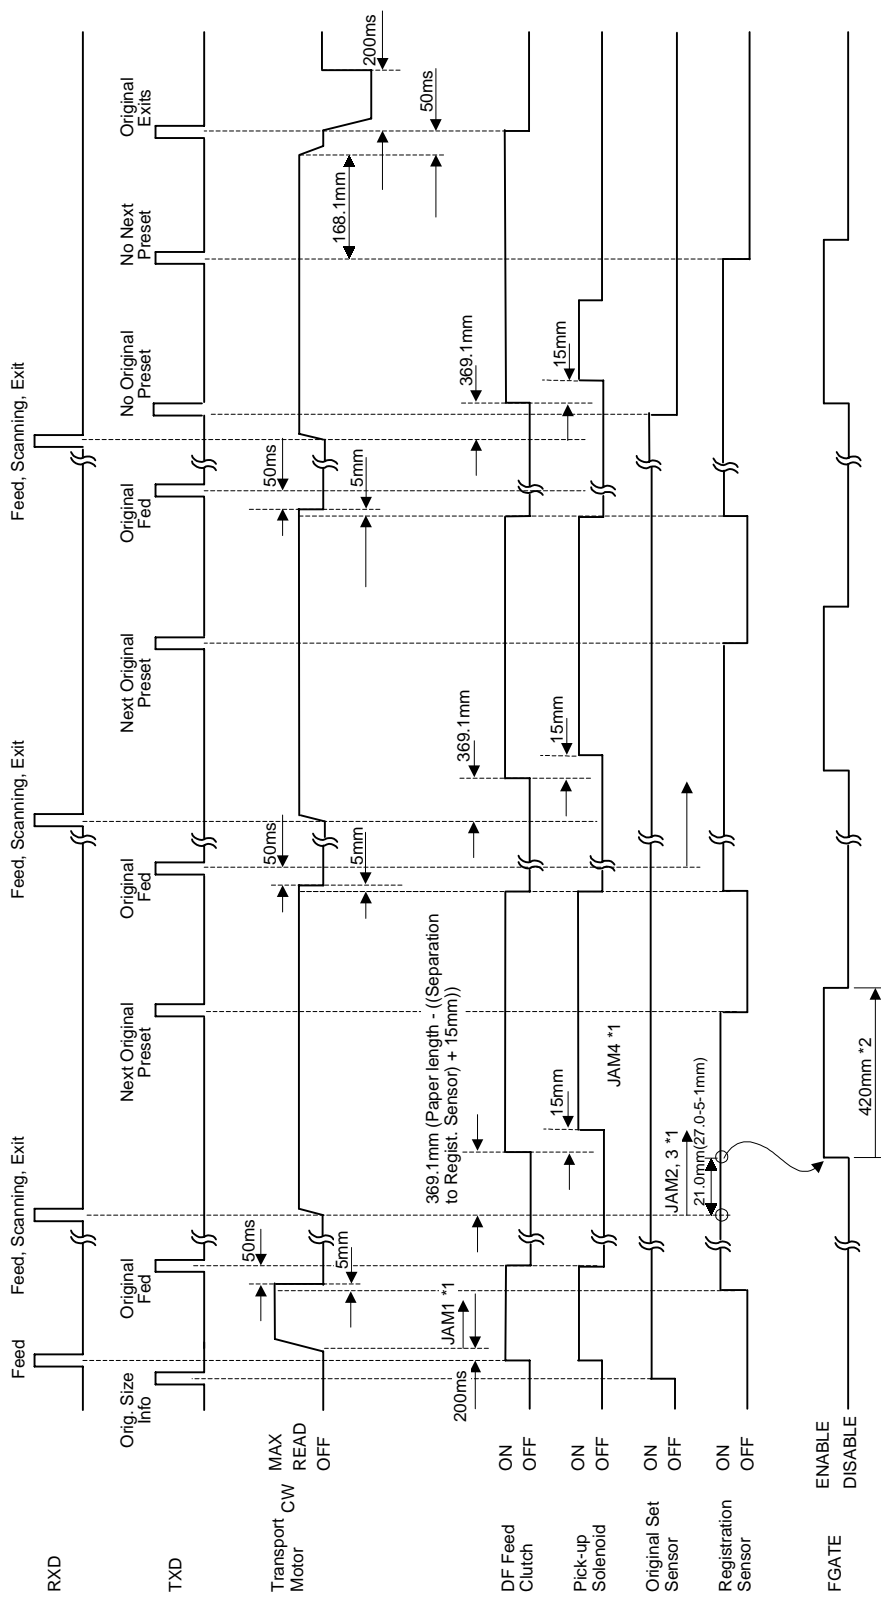 RXD
Feed
Feed, Scanning, Exit
Feed, Scanning, Exit
Feed, Scanning, Exit
TXD
Orig. Size
Info
Original
Fed
Next Original
Preset
Original
Fed
Next Original
Preset
Original
Fed
No Original
Preset
No Next
Preset
Original
Exits
Transport
Motor
CW
MAX
READ
OFF
50ms
5mm
JAM1 *1
200ms
50ms
5mm
50ms
5mm
168.1mm
50ms
200ms
DF Feed
Clutch
ON
OFF
369.1mm (Paper length - ((Separation
to Regist. Sensor) + 15mm))
369.1mm
369.1mm
Pick-up
Solenoid
ON
OFF
15mm
15mm
15mm
JAM4 *1
Original Set
Sensor
ON
OFF
JAM2, 3 *1
21.0mm(27.0-5-1mm)
Registration
Sensor
ON
OFF
FGATE
ENABLE
DISABLE
420mm *2